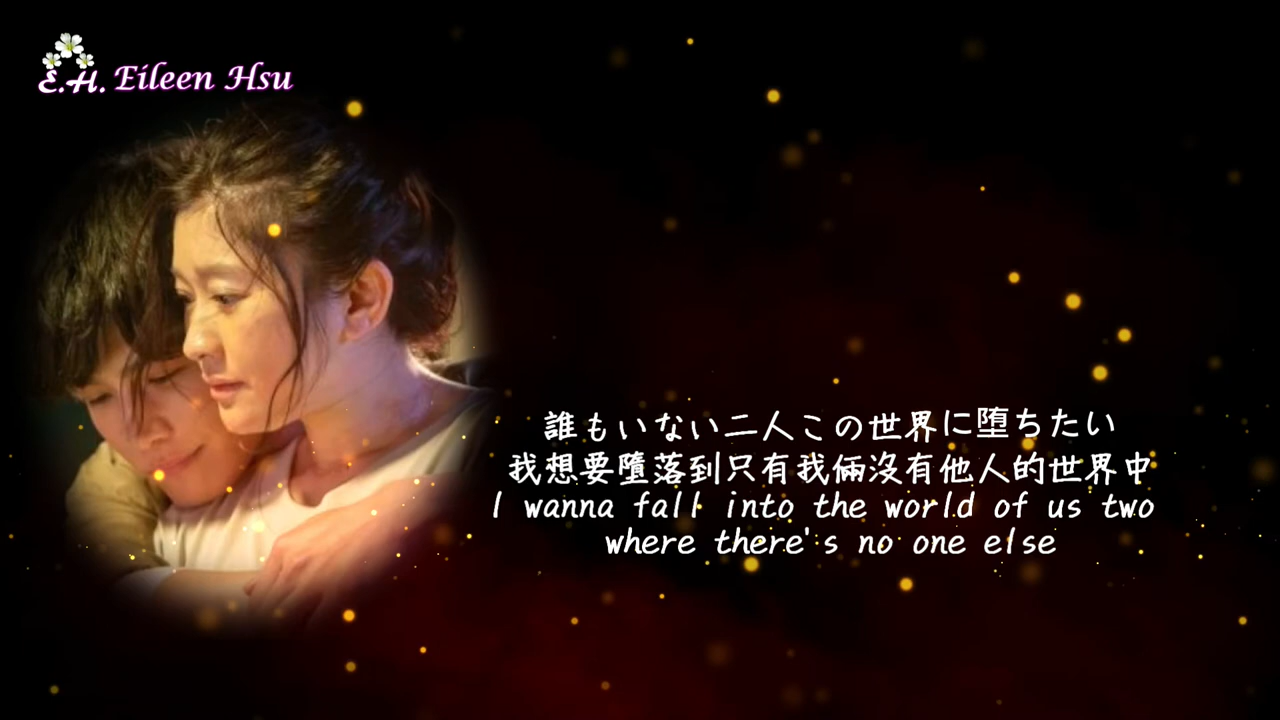 E.H. Eileen Hsu
誰もいない二人この世界に堕ちたい
我想要墮落到只有我倆沒有他人的世界中
I wanna fall into the world of us two
where there's no one else